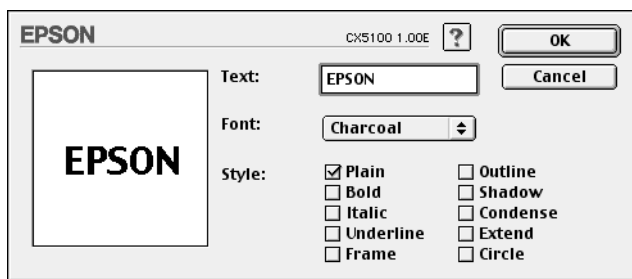 EPSON
CX5100 1.00E
?
OK
Text:
EPSON
Cancel
Font:
Charcoal
EPSON
Style:
Plain
Outline
Bold
Shadow
Italic
Condense
Underline
Extend
Frame
Circle